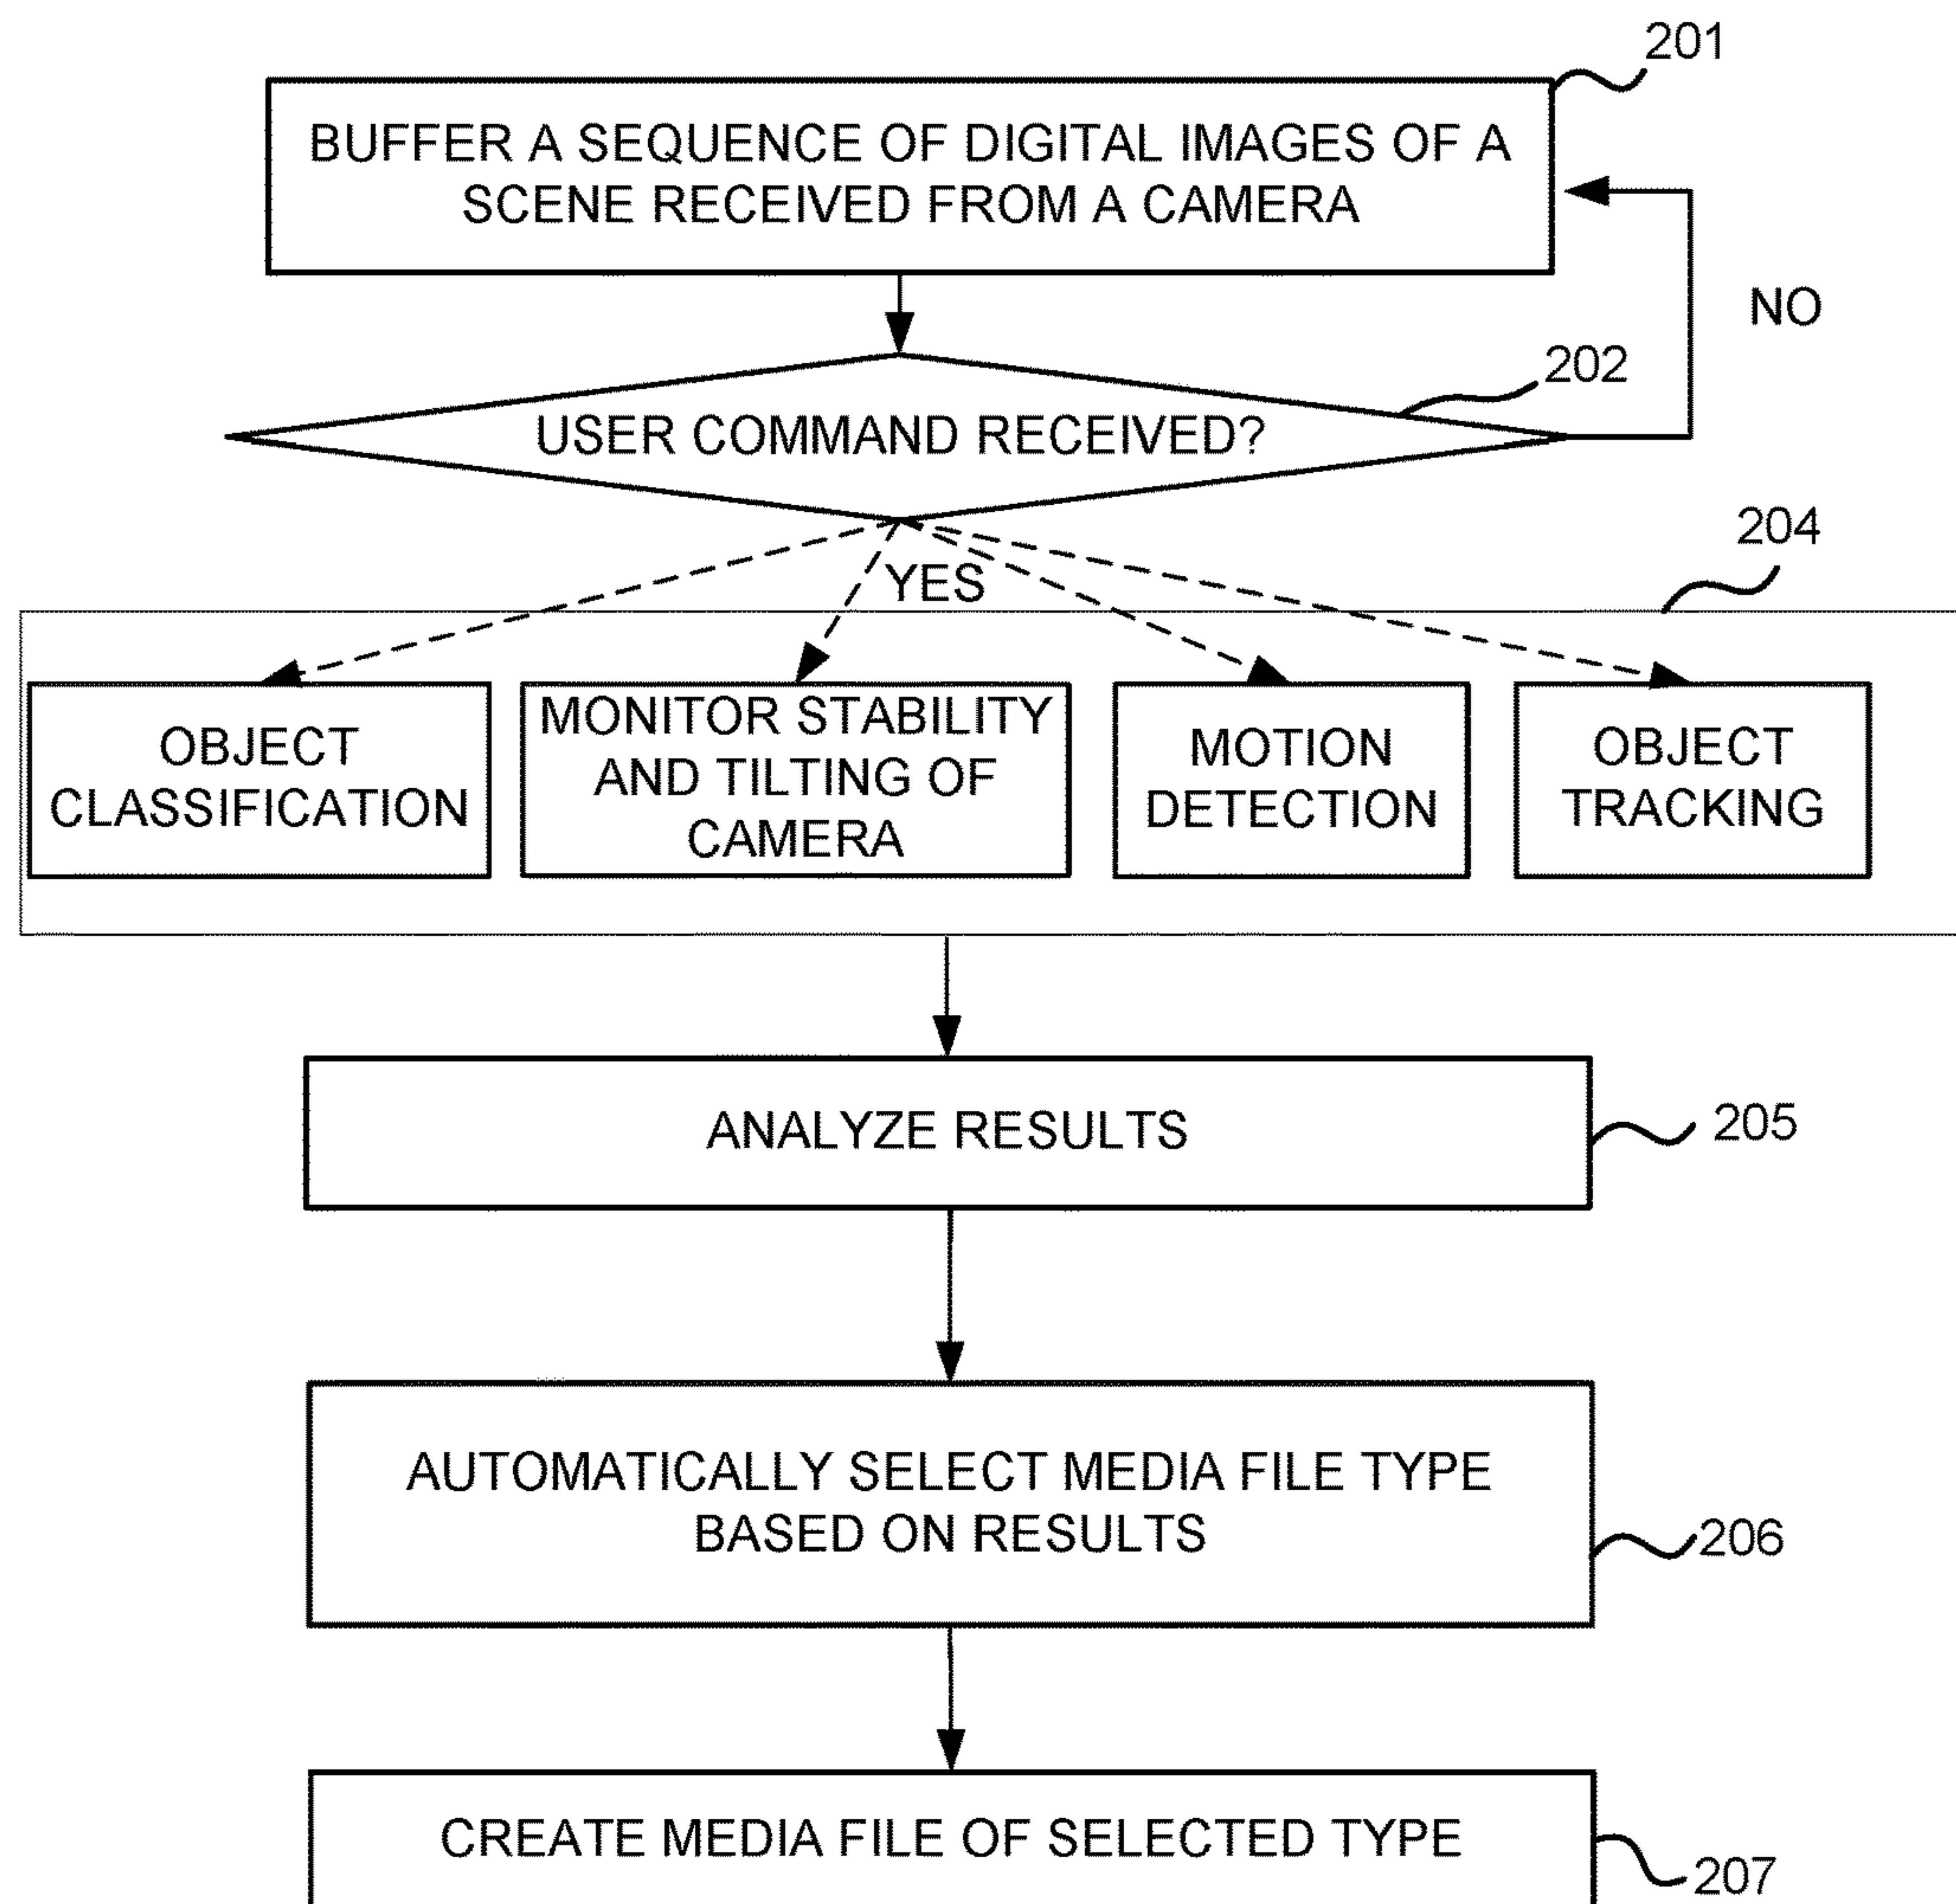 201
BUFFER A SEQUENCE OF DIGITAL IMAGES OF A
SCENE RECEIVED FROM A CAMERA
NO
202
USER COMMAND RECEIVED?
204
YES
OBJECT
CLASSIFICATION
MONITOR STABILITY
AND TILTING OF
CAMERA
MOTION
DETECTION
OBJECT
TRACKING
ANALYZE RESULTS
205
AUTOMATICALLY SELECT MEDIA FILE TYPE
BASED ON RESULTS
206
CREATE MEDIA FILE OF SELECTED TYPE
207